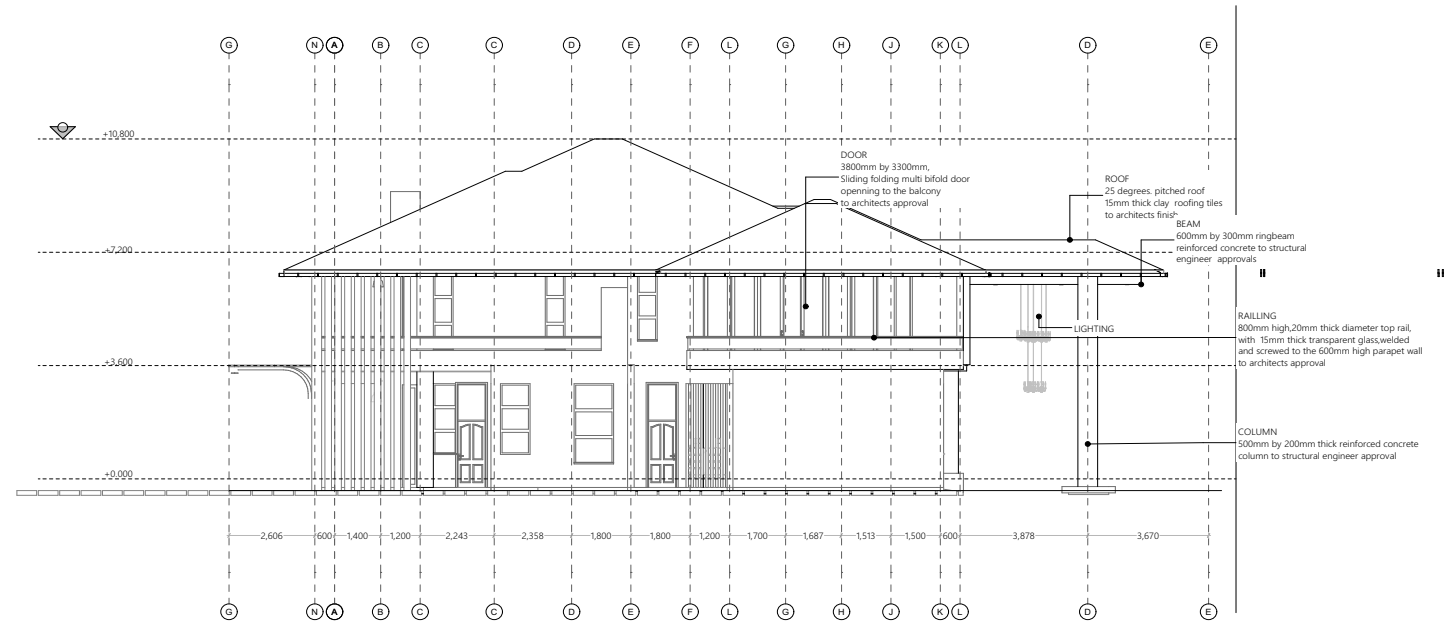 G N A B C C D E F L G H J K L D E
+10,800
DOOR
3800mm by 3300mm,
Sliding folding multi bifold door
openning to the balcony
to architects approval
ROOF
25 degrees. pitched roof
15mm thick clay roofing tiles
to architects finish
BEAM
600mm by 300mm ringbeam
reinforced concrete to structural
engineer approvals
+7,200
RAILLING
800mm high,20mm thick diameter top rail,
with 15mm thick transparent glass,welded
and screwed to the 600mm high parapet wall
to architects approval
LIGHTING
+3,600
COLUMN
500mm by 200mm thick reinforced concrete
column to structural engineer approval
+0,000
2,606 600 1,400 1,200 2,243 2,358 1,800 1,800 1,200 1,700 1,687 1,513 1,500 600 3,878 3,670
G N A B C C D E F L G H J K L D E